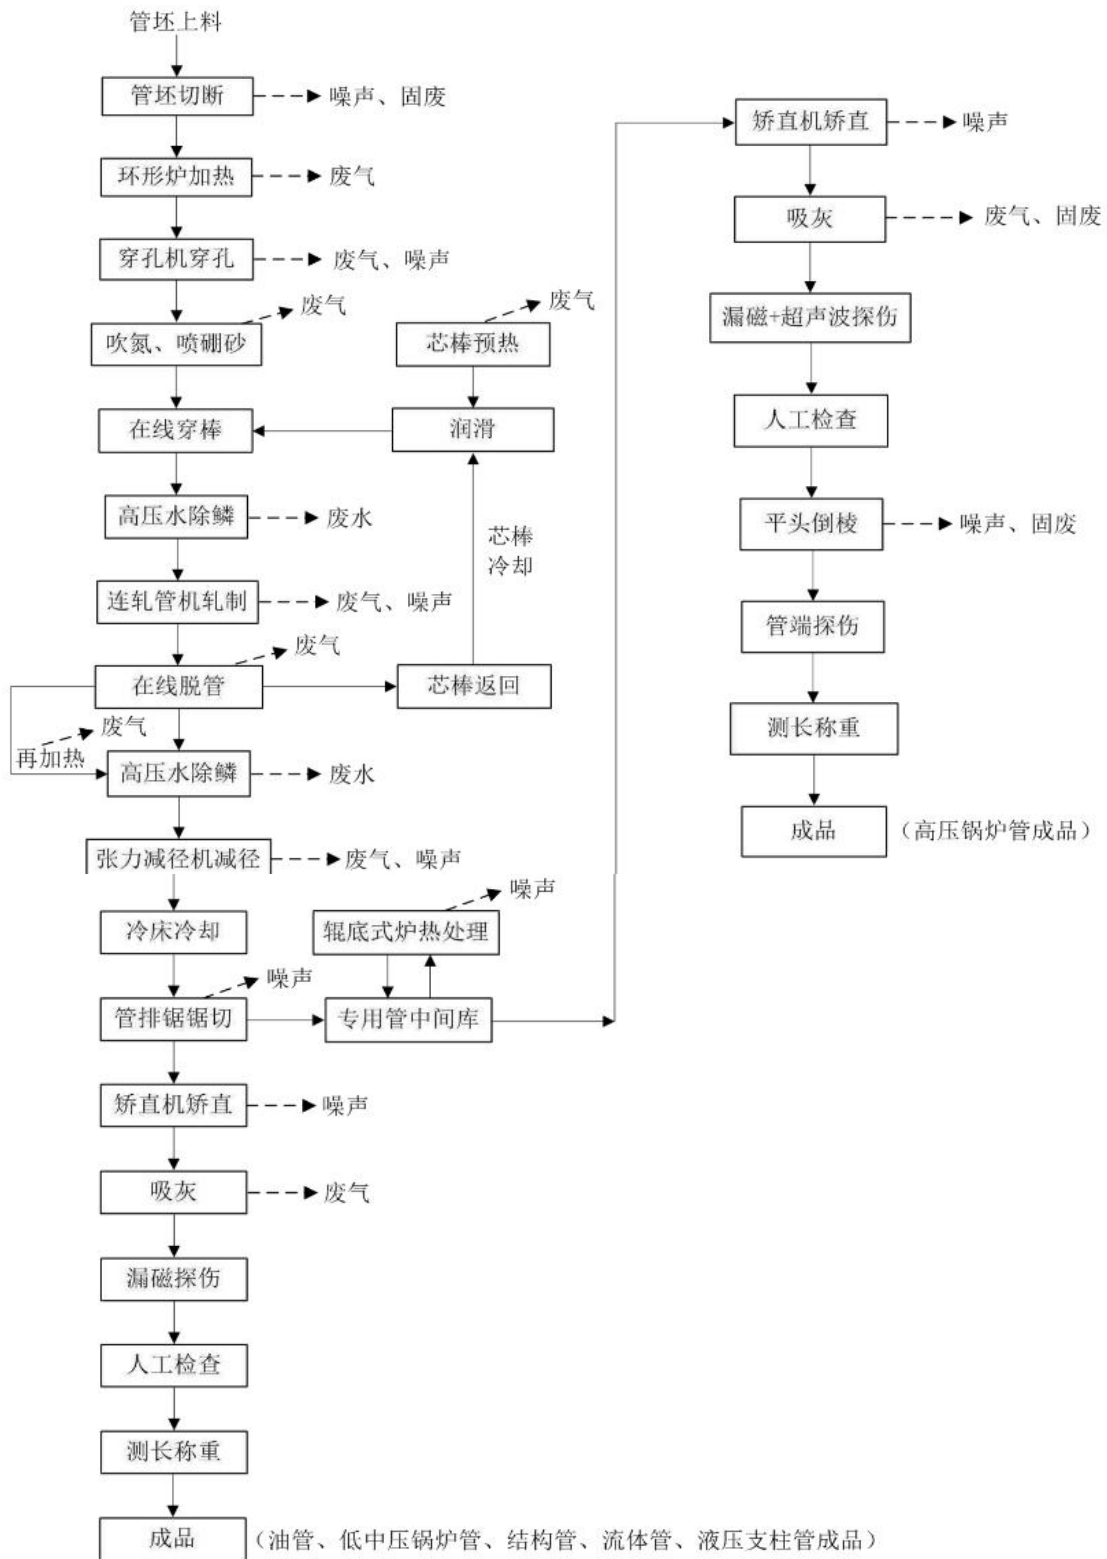 管坯上料
管坯切断
噪声、固废
环形炉加热
废气
穿孔机穿孔
废气、噪声
废气
吹氮、喷硼砂
废气
芯棒预热
在线穿棒
润滑
高压水除鳞
废水
芯棒
冷却
连轧管机轧制
废气、噪声
废气
在线脱管
芯棒返回
废气
再加热
高压水除鳞
废水
张力减径机减径
废气、噪声
冷床冷却
噪声
辊底式炉热处理
噪声
管排锯锯切
专用管中间库
矫直机矫直
噪声
吸灰
废气
漏磁探伤
人工检查
测长称重
成品
(油管、低中压锅炉管、结构管、流体管、液压支柱管成品)
矫直机矫直
噪声
吸灰
废气、固废
漏磁+超声波探伤
人工检查
平头倒棱
噪声、固废
管端探伤
测长称重
成品
(高压锅炉管成品)